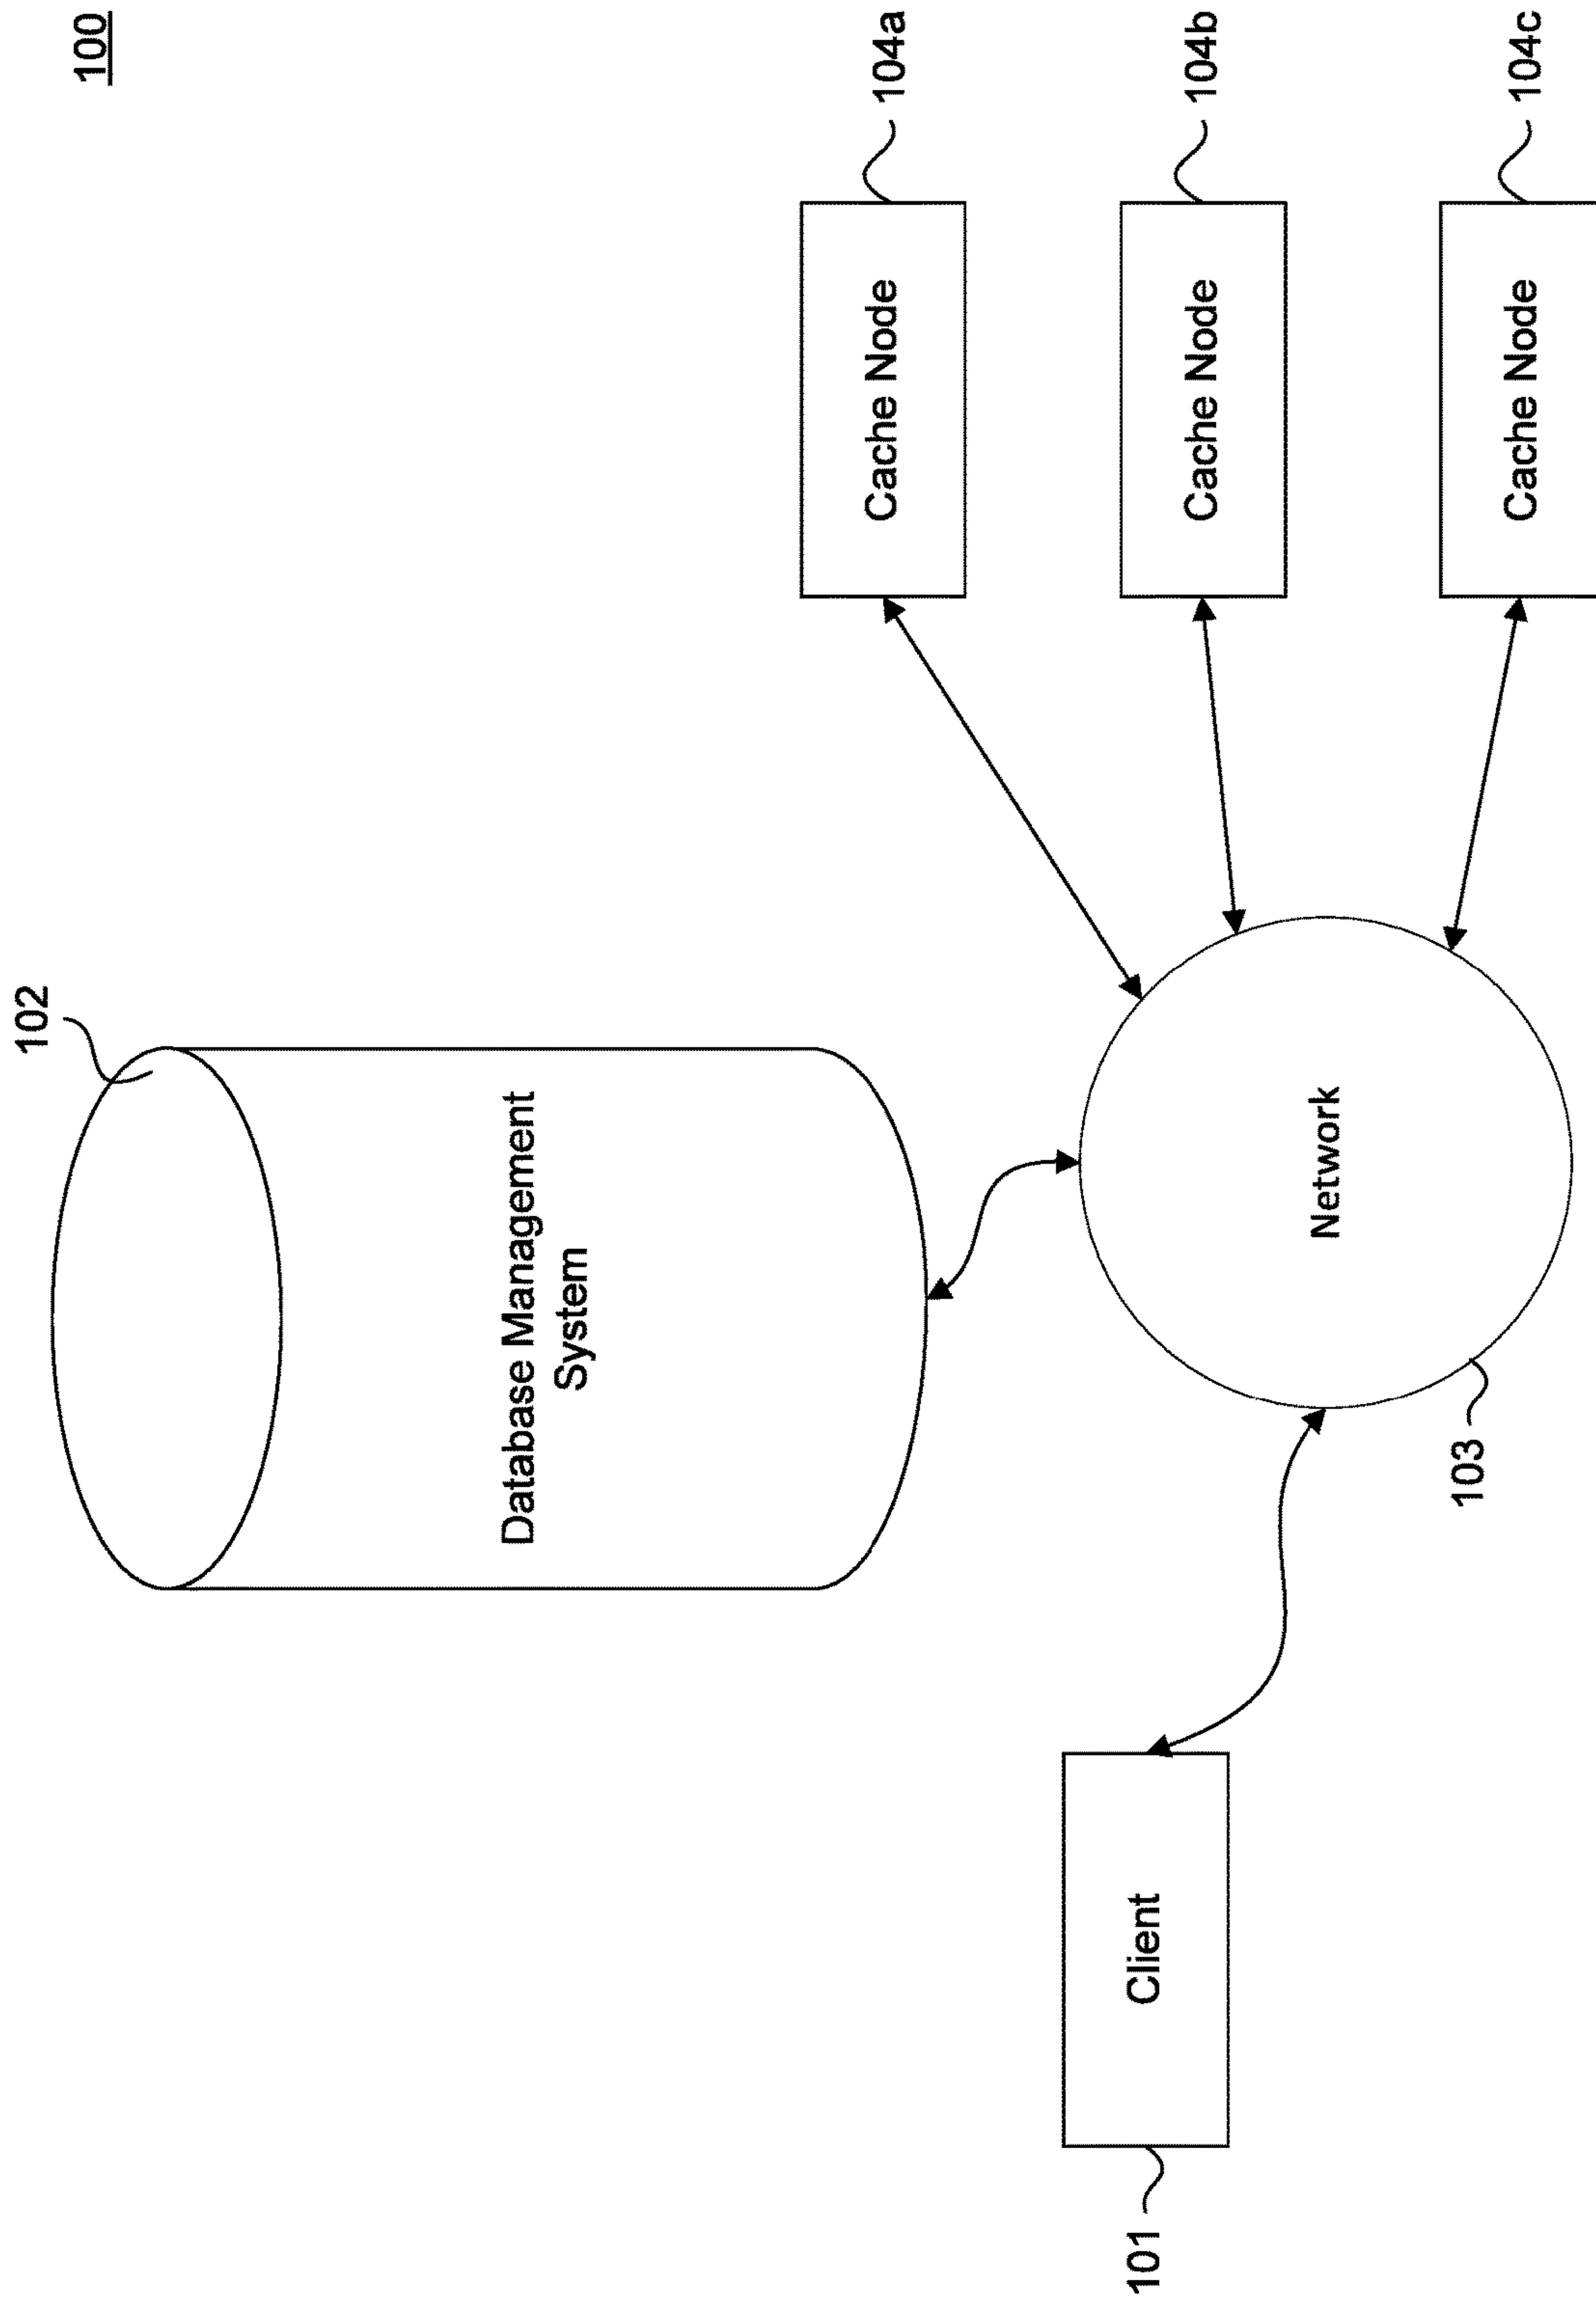 100
102
Database Management
System
Client
101
Network
103
Cache Node
104a
Cache Node
104b
Cache Node
104c